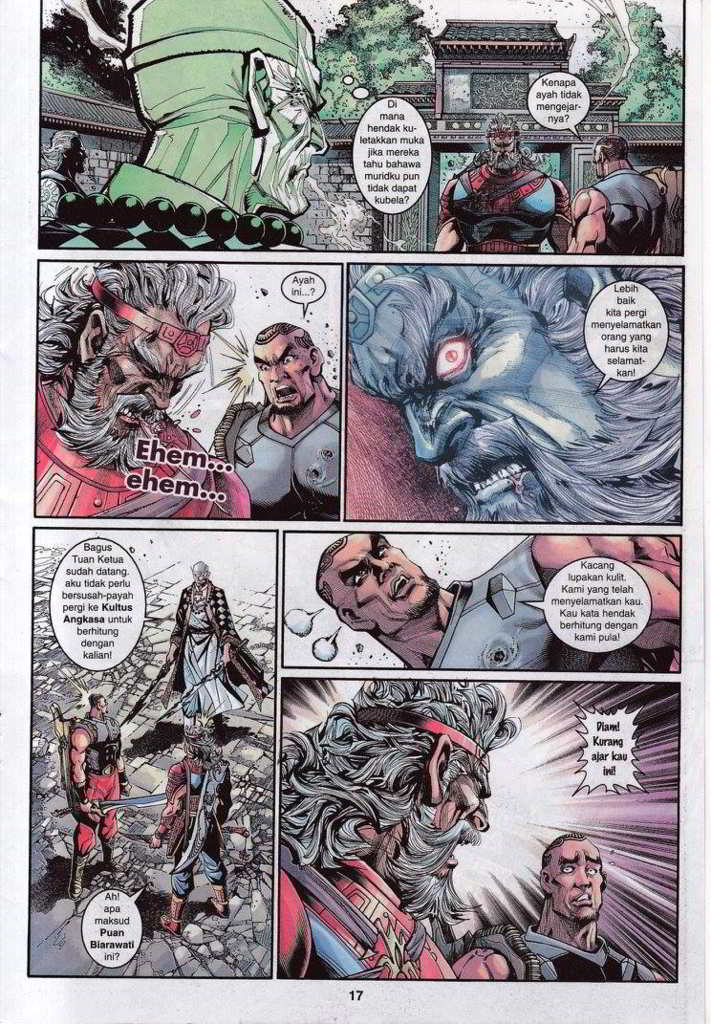 Di
mana
hendak ku-
letakkan muka
jika mereka
tahu bahawa
muridku pun
tidak dapat
kubela?
Kenapa
ayah tidak
mengejar-
nya?
Ayah
ini...?
Ehem...
ehem...
Lebih
baik
kita pergi
menyelamatkan
orang yang
harus kita
selamat-
kan!
Bagus
Tuan Ketua
sudah datang.
aku tidak perlu
bersusah-payah
pergi ke Kultus
Angkasa untuk
berhitung
dengan
kalian!
Ah!
apa
maksud
Puan
Biarawati
ini?
Kacang
lupakan kulit.
Kami yang telah
menyelamatkan kau.
Kau kata hendak
berhitung dengan
kami pula!
Diam!
Kurang
ajar kau
ini!
17